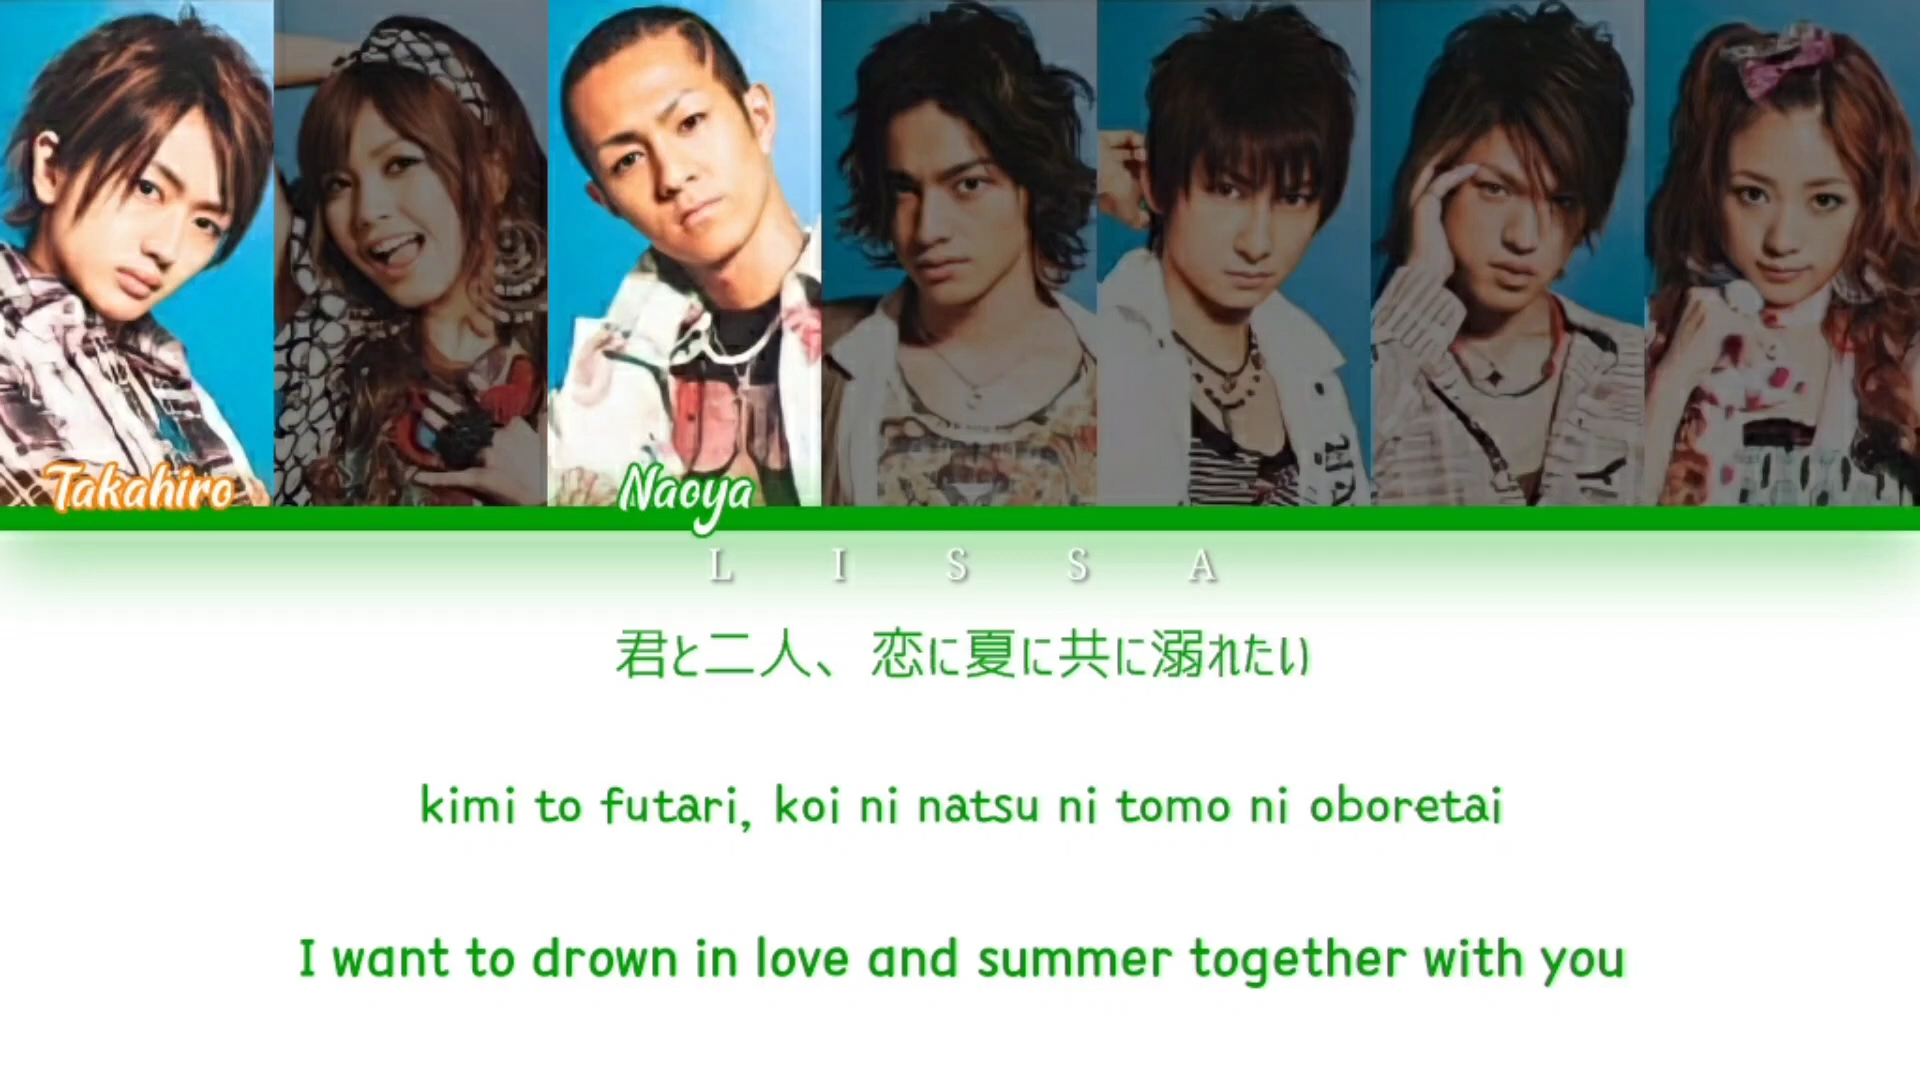 Takahiro
Naoya
L I S S A
君と二人、恋に夏に共に溺れたい
kimi to futari, koi ni natsu ni tomo ni oboretai
I want to drown in love and summer together with you